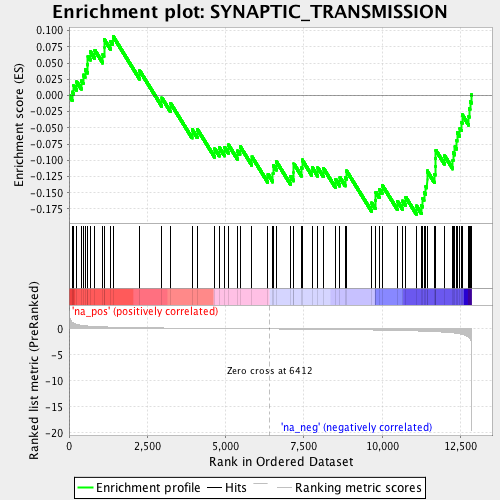 Enrichment plot: SYNAPTIC_TRANSMISSION
Enrichment score (ES)
0.100
0.075
0.050
0.025
0.000
-0.025
-0.050
-0.075
-0.100
-0.125
-0.150
-0.175
'na_pos' (positively correlated)
Ranked list metric (PreRanked)
0
-5
-10
-15
-20
Zero cross at 6412
'na_neg' (negatively correlated)
0
2,500
5,000
7,500
10,000
12,500
Rank in Ordered Dataset
Enrichment profile
Hits
Ranking metric scores